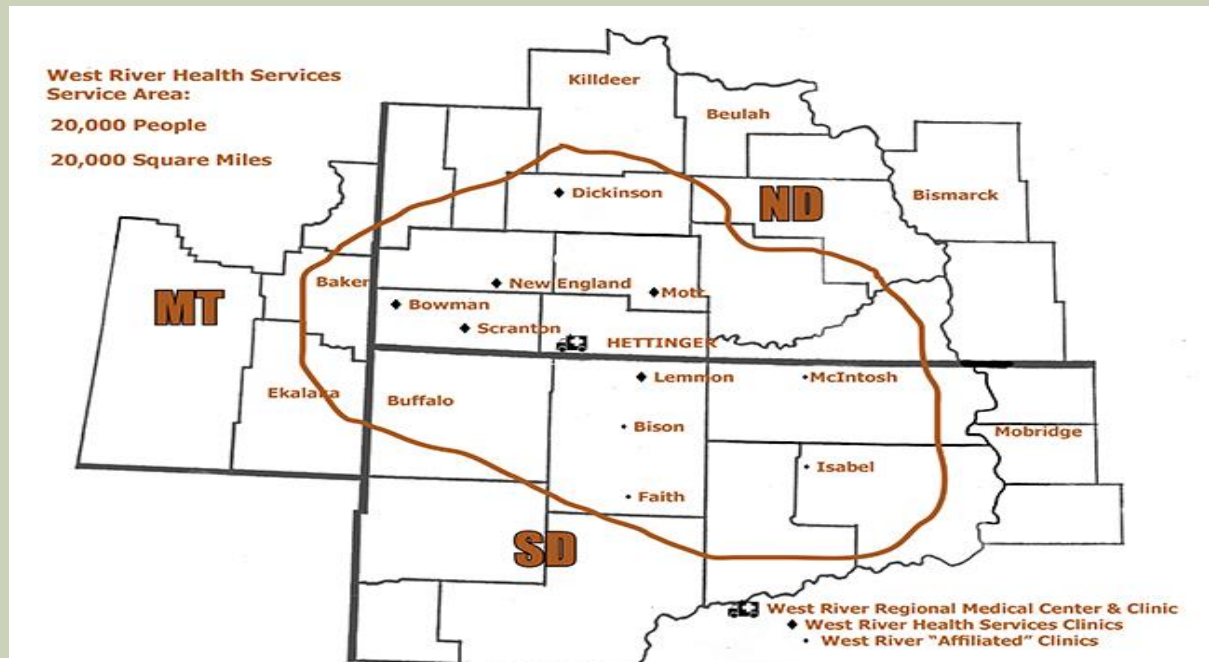 West River Health Services
Service Area:
20,000 People
20,000 Square Miles
Killdeer
Beulah
Bismarck
Dickinson
ND
MT
Baker
New England
Mott
Bowman
Scranton
HETTINGER
Ekalaka
Buffalo
Lemmon
McIntosh
Bison
Mobridge
Isabel
Faith
SD
West River Regional Medical Center & Clinic
West River Health Services Clinics
West River "Affiliated" Clinics